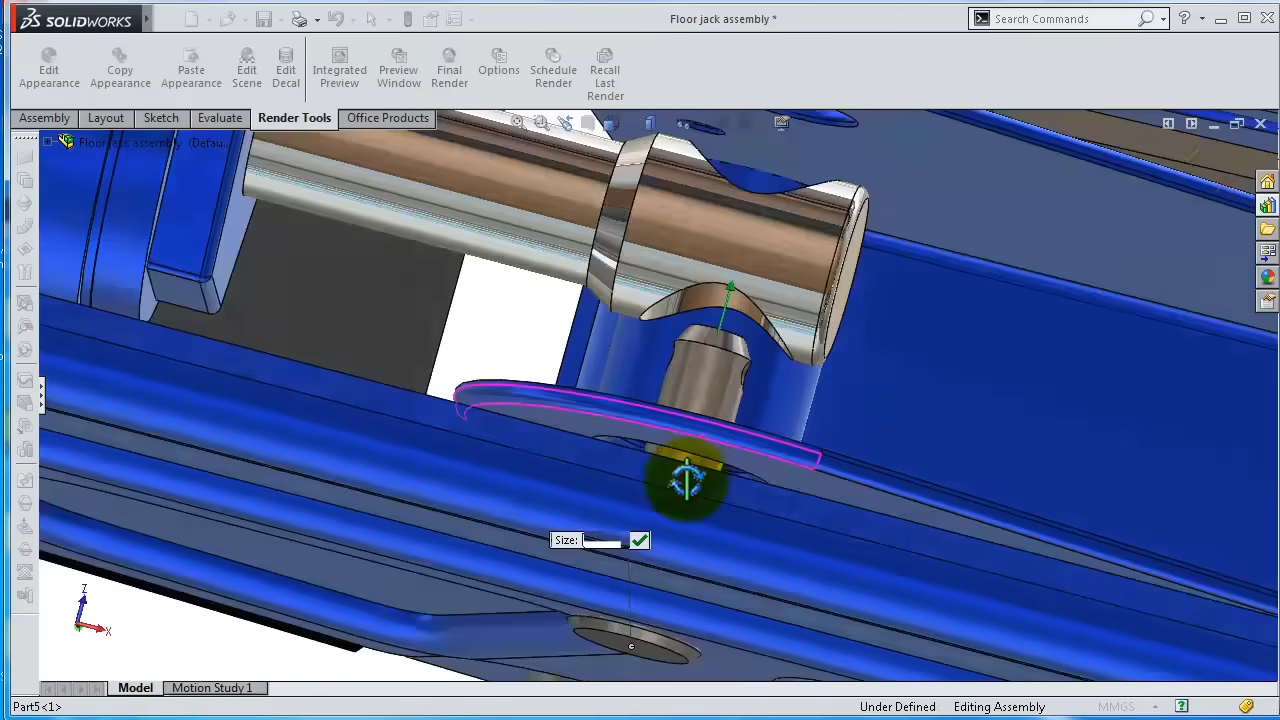 SOLIDWORKS
Floor jack assembly *
Search Commands
?
Edit Appearance
Copy Appearance
Paste Appearance
Edit Scene
Edit Decal
Integrated Preview
Preview Window
Final Render
Options
Schedule Render
Recall Last Render
Assembly
Layout
Sketch
Evaluate
Render Tools
Office Products
Floor jack assembly (Defau...
Size:
Z
X
Model
Motion Study 1
Part5<1>
Under Defined
Editing Assembly
MMGS
?